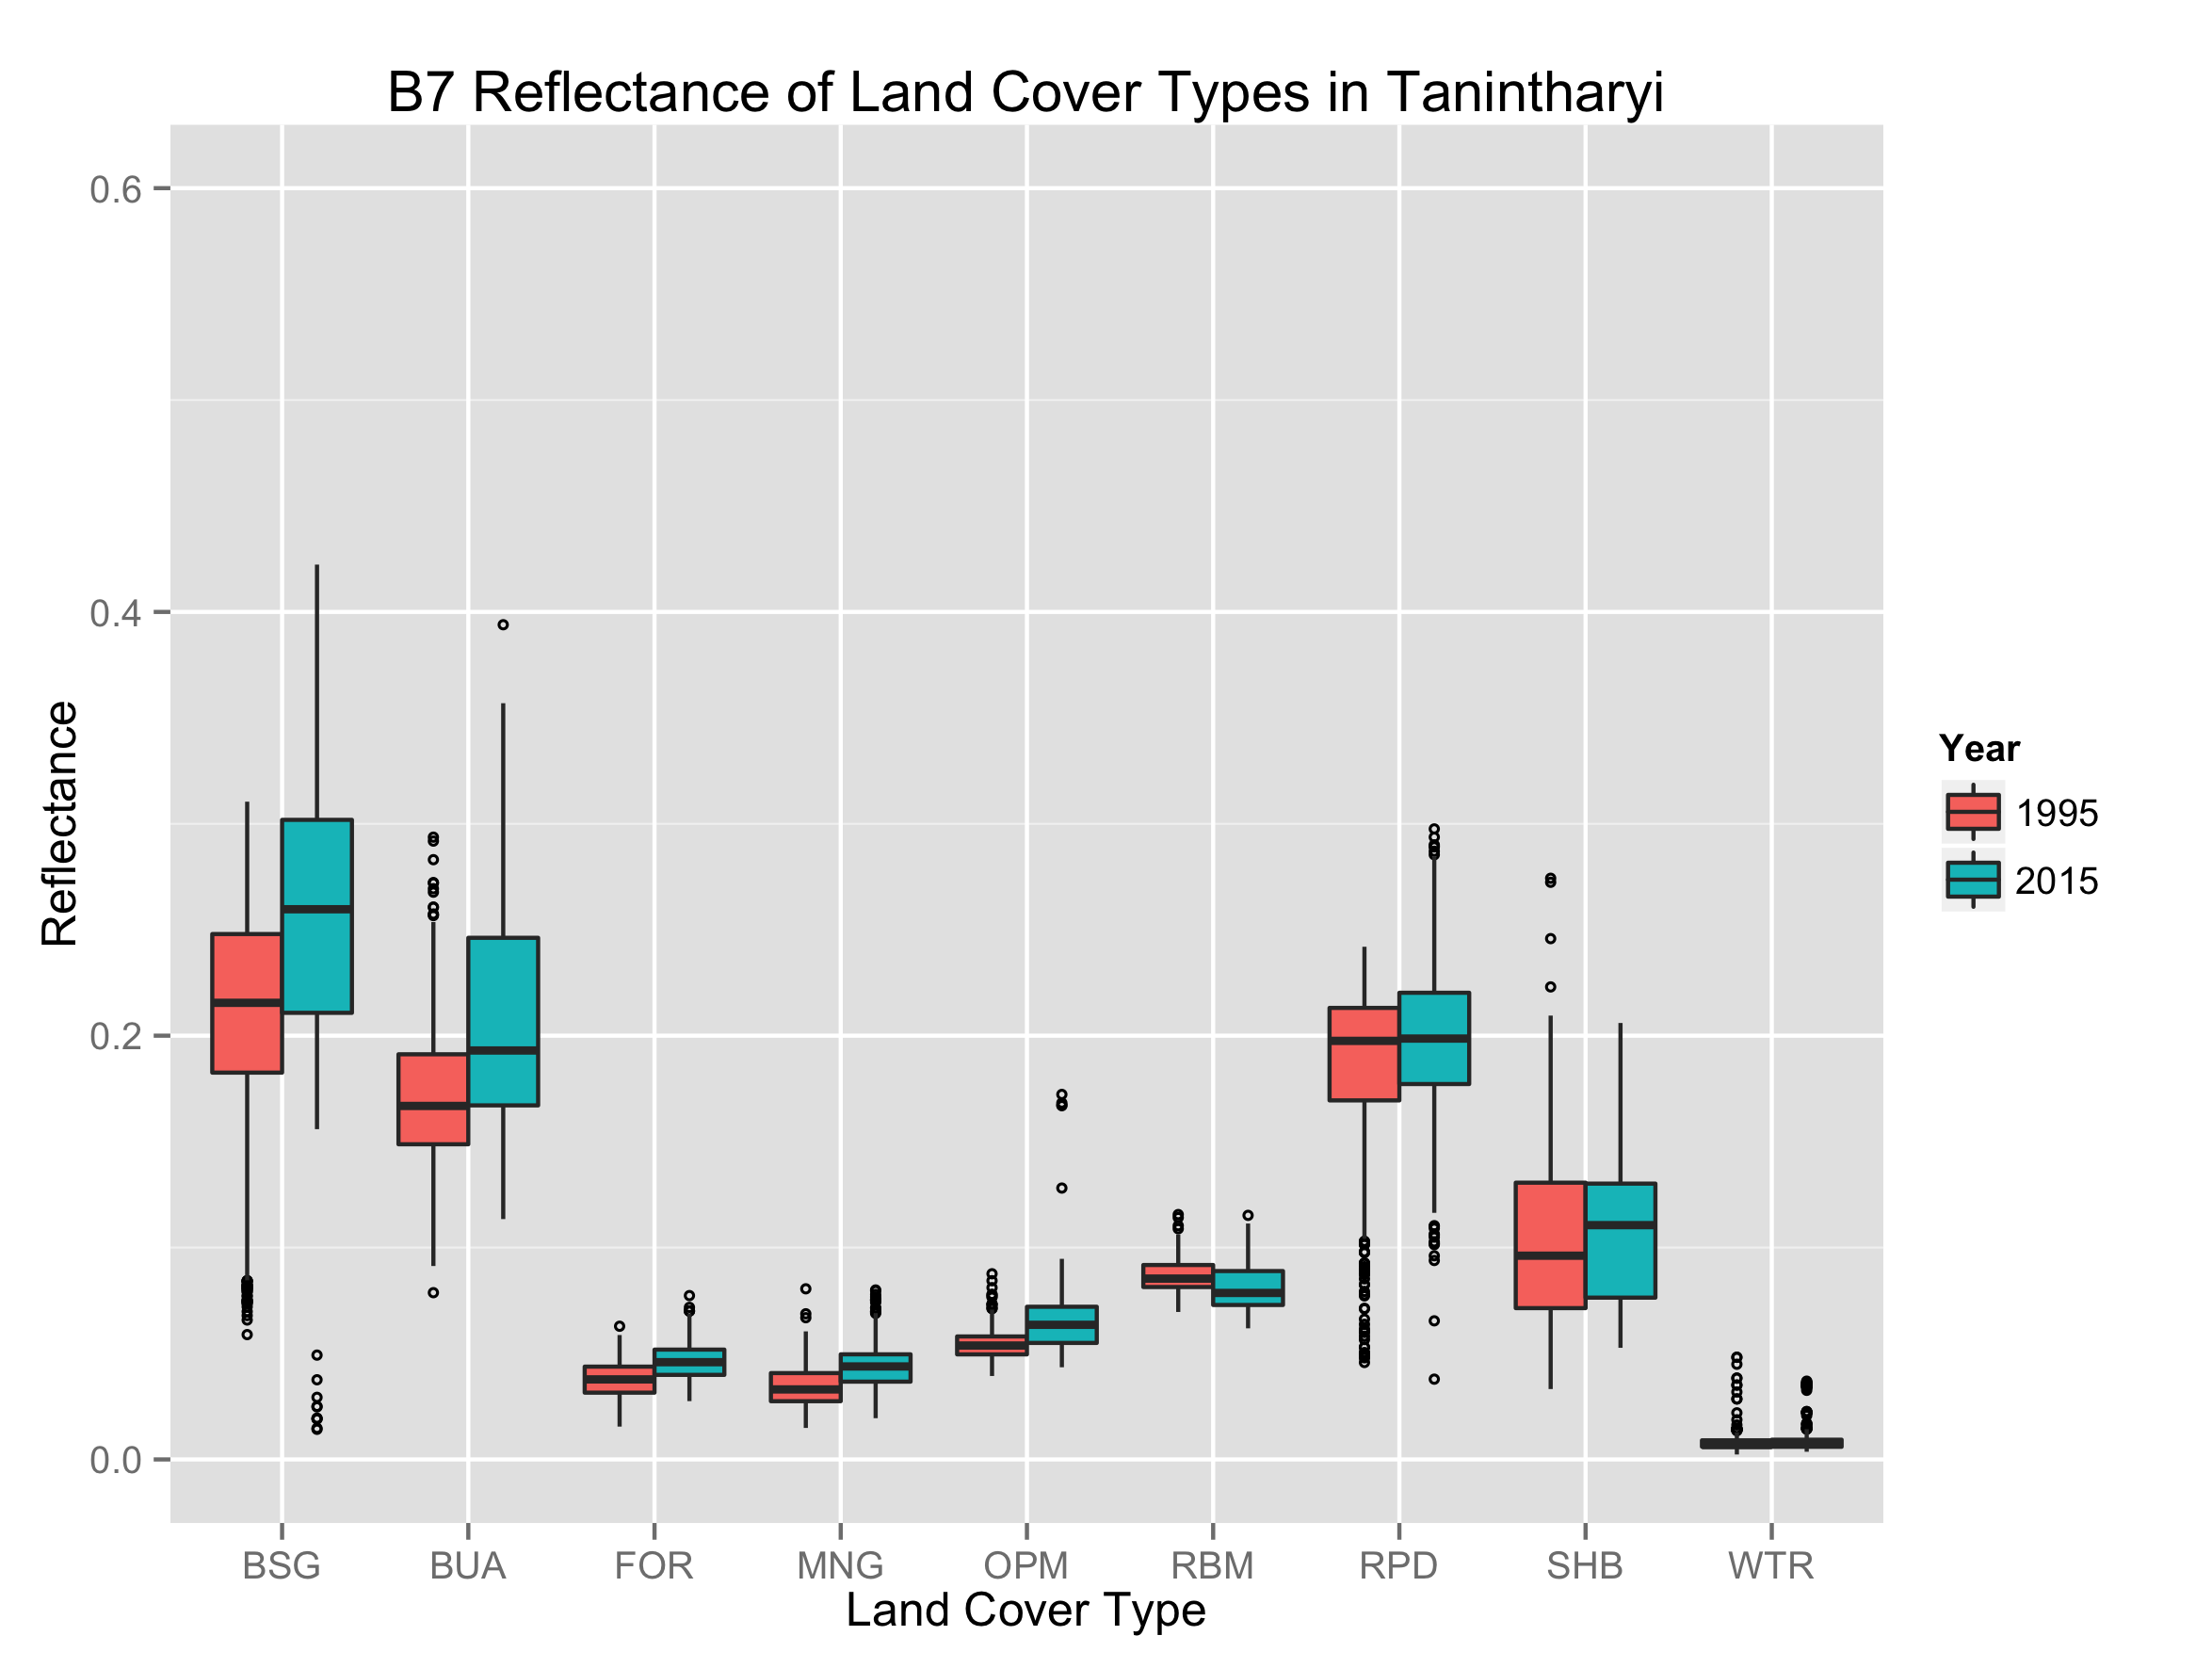 B7 Reflectance of Land Cover Types in Tanintharyi
0.6
0.4
0.2
0.0
Reflectance
BSG BUA FOR MNG OPM RBM RPD SHB WTR
Land Cover Type
Year
1995
2015